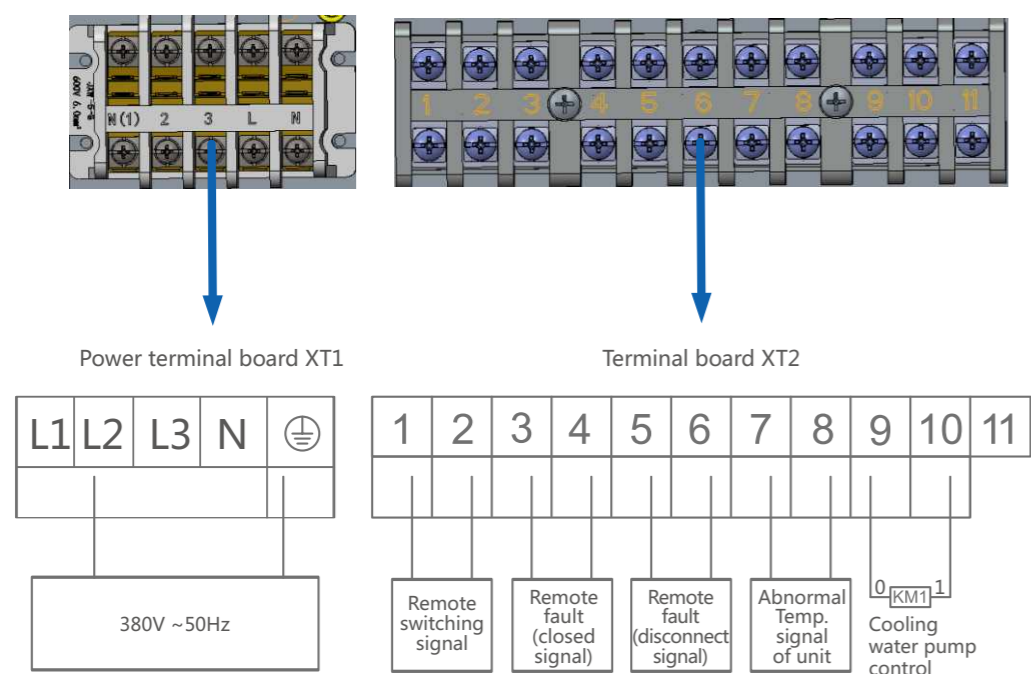 600V 6.0mm²
N(1) 2 3 L N
1 2 3 4 5 6 7 8 9 10 11
Power terminal board XT1
Terminal board XT2
L1 L2 L3 N
1 2 3 4 5 6 7 8 9 10 11
380V ~50Hz
Remote
switching
signal
Remote
fault
(closed
signal)
Remote
fault
(disconnect
signal)
Abnormal
Temp.
signal
of unit
0 KM1 1
Cooling
water pump
control